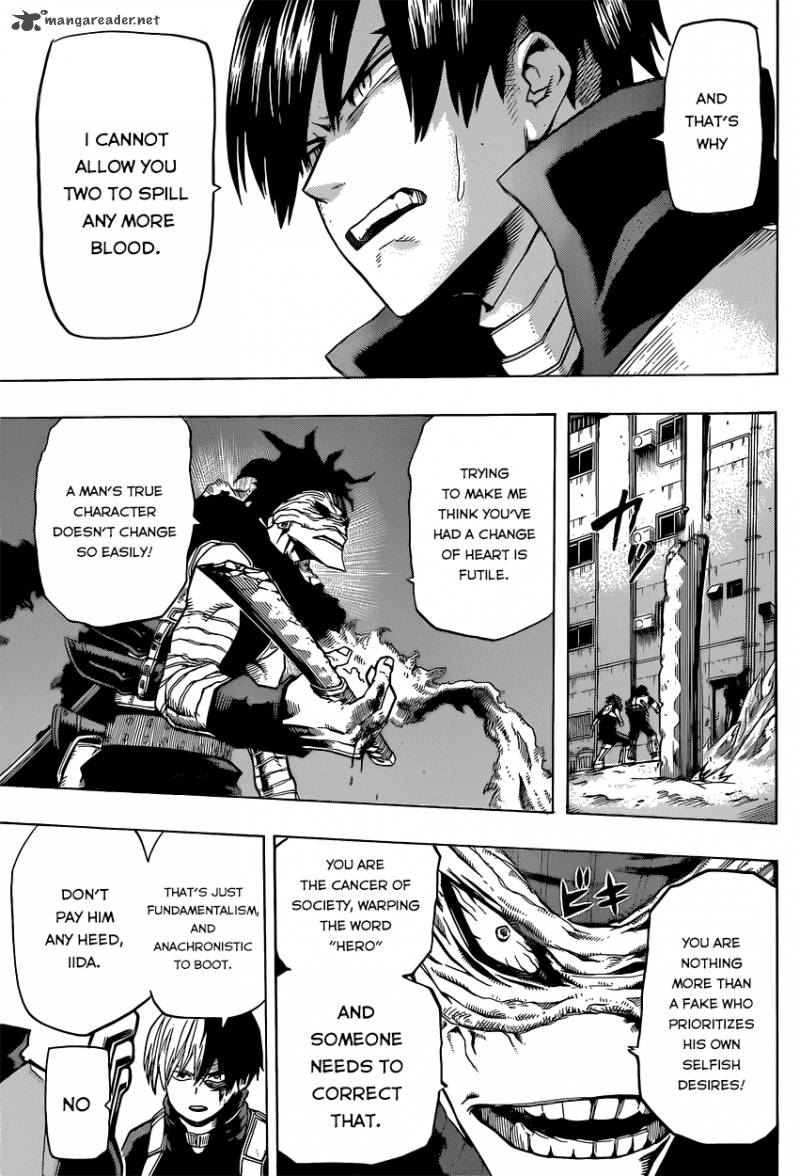 mangareader.net
AND
THAT'S
WHY
I CANNOT
ALLOW YOU
TWO TO SPILL
ANY MORE
BLOOD.
ガッ
TRYING
TO MAKE ME
THINK YOU'VE
HAD A CHANGE
OF HEART IS
FUTILE.
A MAN'S TRUE
CHARACTER
DOESN'T CHANGE
SO EASILY!
YOU ARE
NOTHING
MORE THAN
A FAKE WHO
PRIORITIZES
HIS OWN
SELFISH
DESIRES!
ビキ
YOU ARE
THE CANCER OF
SOCIETY, WARPING
THE WORD
"HERO"
AND
SOMEONE
NEEDS TO
CORRECT
THAT.
THAT'S JUST
FUNDAMENTALISM,
AND
ANACHRONISTIC
TO BOOT.
DON'T
PAY HIM
ANY HEED,
IIDA.
NO